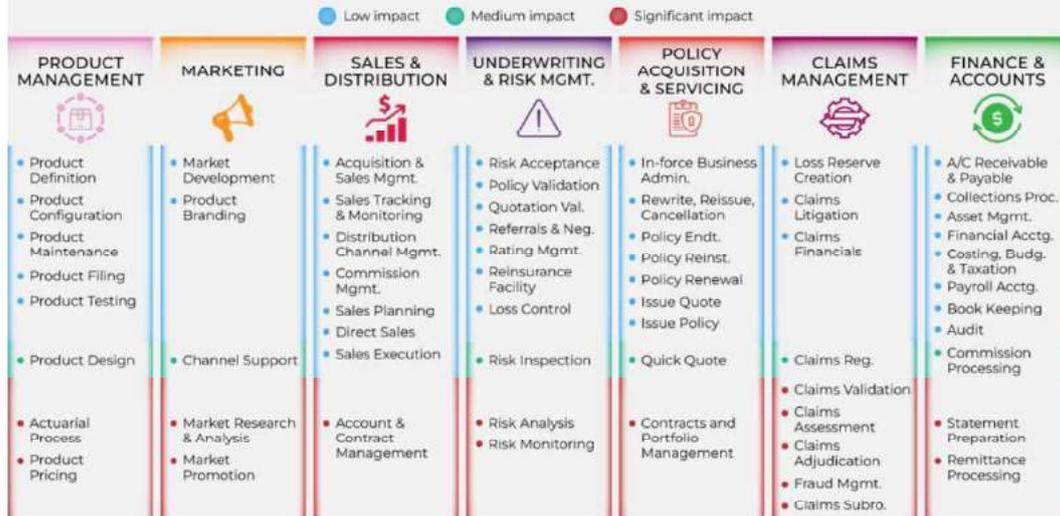 Low impact
Medium impact
Significant impact
PRODUCT
MANAGEMENT
Product
Definition
Product
Configuration
Product
Maintenance
Product Filing
Product Testing
Product Design
Actuarial
Process
Product
Pricing
MARKETING
Market
Development
Product
Branding
Channel Support
Market Research
& Analysis
Market
Promotion
SALES &
DISTRIBUTION
$
Acquisition &
Sales Mgmt.
Sales Tracking
& Monitoring
Distribution
Channel Mgmt.
Commission
Mgmt.
Sales Planning
Direct Sales
Sales Execution
Account &
Contract
Management
UNDERWRITING
& RISK MGMT.
Risk Acceptance
Policy Validation
Quotation Val.
Referrals & Neg.
Rating Mgmt.
Reinsurance
Facility
Loss Control
Risk Inspection
Risk Analysis
Risk Monitoring
POLICY
ACQUISITION
& SERVICING
In-force Business
Admin.
Rewrite, Reissue,
Cancellation
Policy Endt.
Policy Reinst.
Policy Renewal
Issue Quote
Issue Policy
Quick Quote
Contracts and
Portfolio
Management
CLAIMS
MANAGEMENT
Loss Reserve
Creation
Claims
Litigation
Claims
Financials
Claims Reg.
Claims Validation
Claims
Assessment
Claims
Adjudication
Fraud Mgmt.
Claims Subro.
FINANCE &
ACCOUNTS
$
A/C Receivable
& Payable
Collections Proc.
Asset Mgmt.
Financial Acctg.
Costing, Budg.
& Taxation
Payroll Acctg.
Book Keeping
Audit
Commission
Processing
Statement
Preparation
Remittance
Processing